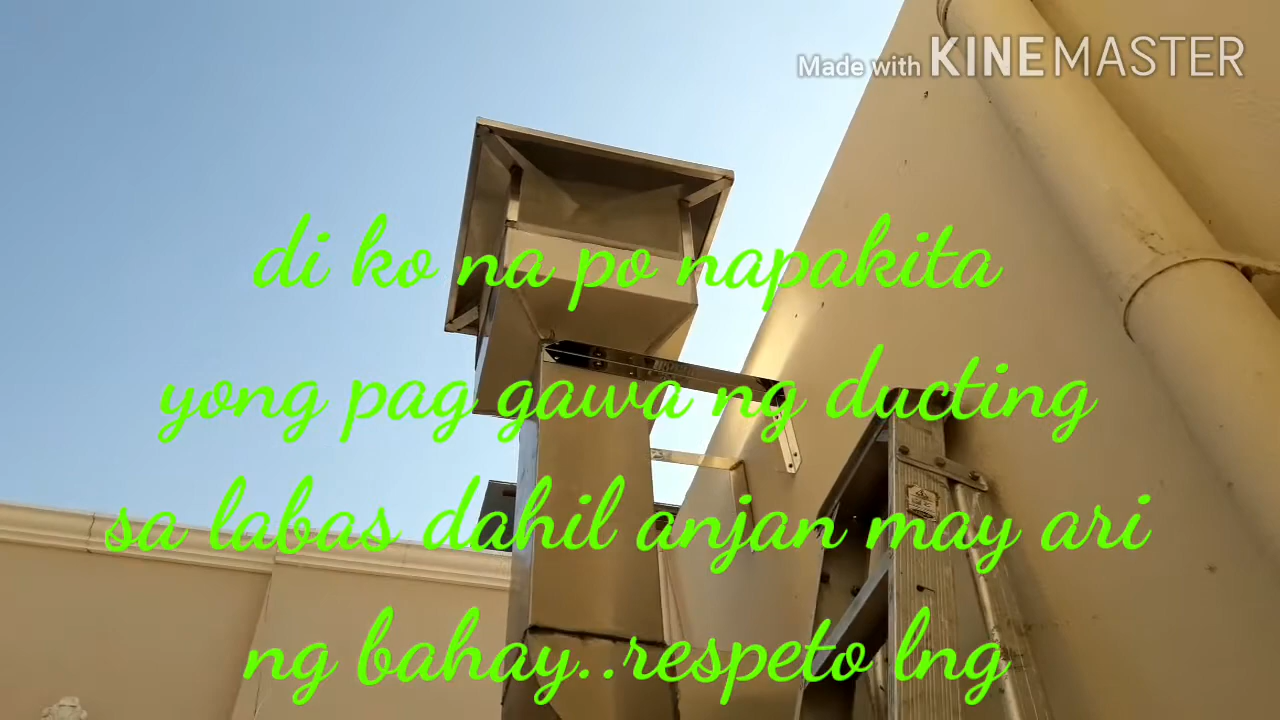 Made with KINEMASTER
di ko na po napakita
yong pag gawa ng ducting
sa labas dahil anjan may ari
ng bahay..respeto lng